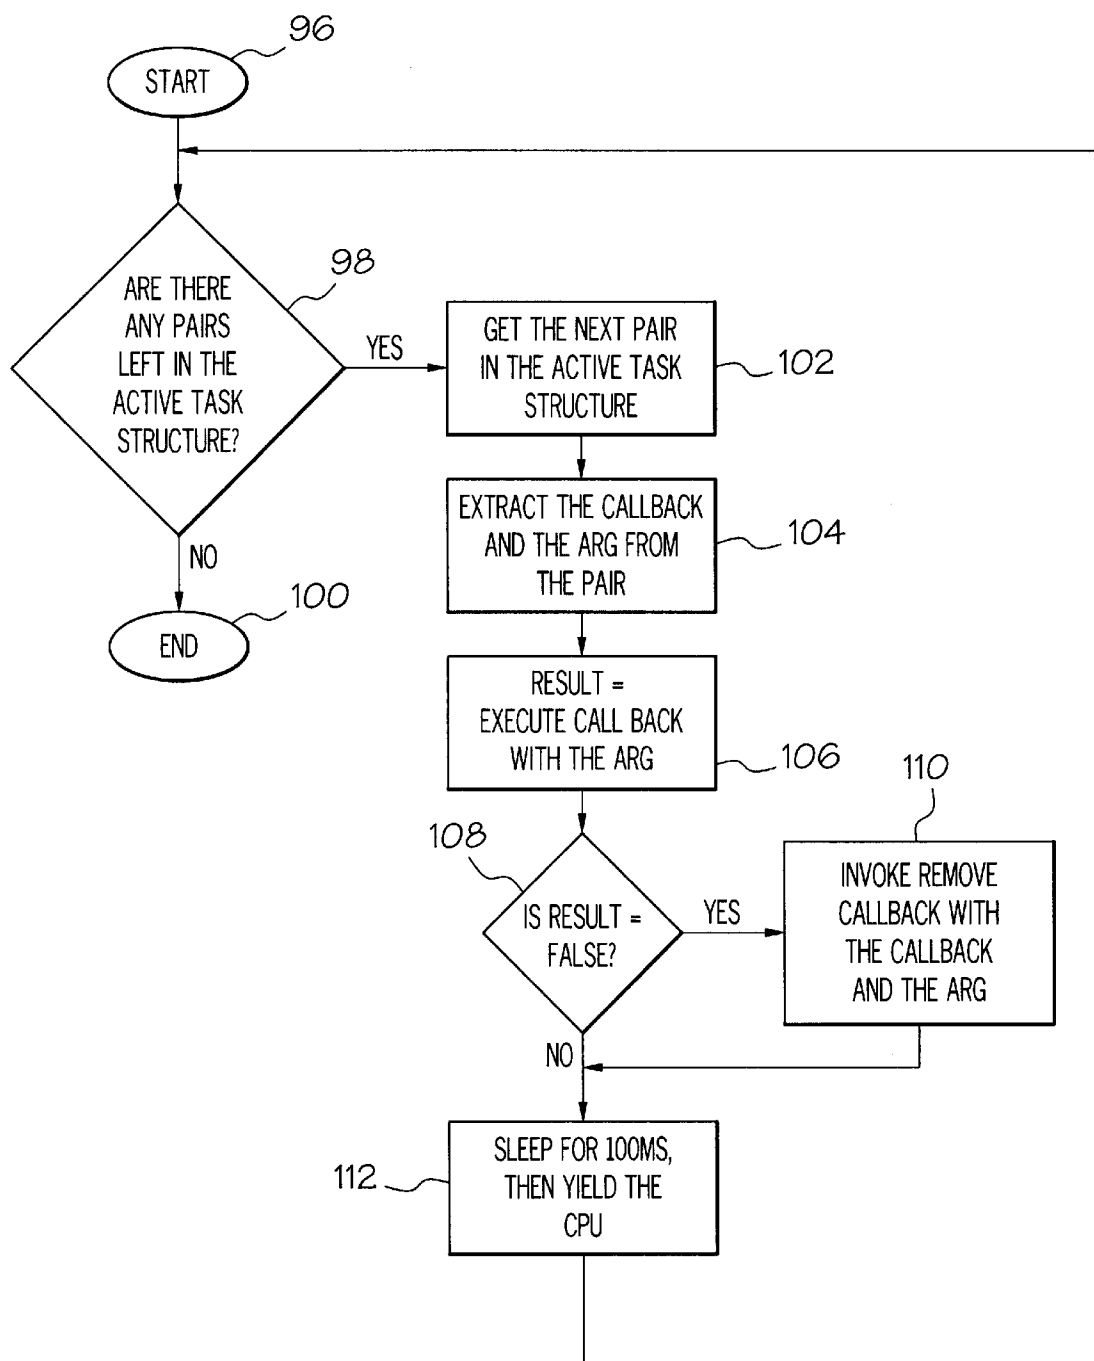 96
START
98
ARE THERE
ANY PAIRS
LEFT IN THE
ACTIVE TASK
STRUCTURE?
YES
GET THE NEXT PAIR
IN THE ACTIVE TASK
STRUCTURE
102
EXTRACT THE CALLBACK
AND THE ARG FROM
THE PAIR
104
NO
100
END
RESULT =
EXECUTE CALL BACK
WITH THE ARG
106
108
IS RESULT =
FALSE?
YES
110
INVOKE REMOVE
CALLBACK WITH
THE CALLBACK
AND THE ARG
NO
SLEEP FOR 100MS,
THEN YIELD THE
CPU
112